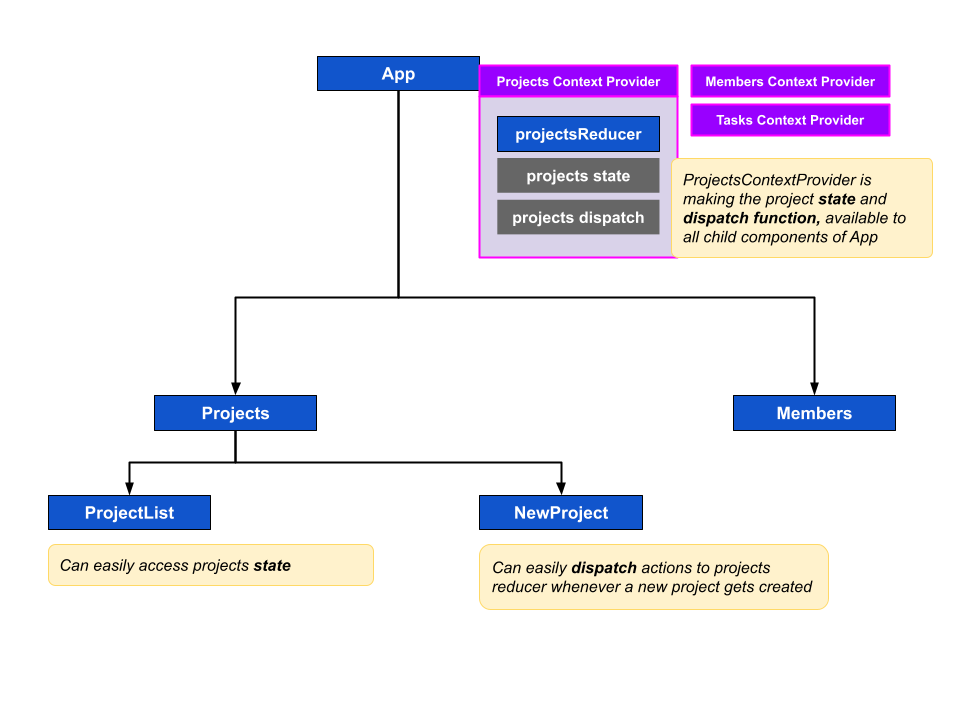 App
Projects Context Provider
Members Context Provider
Tasks Context Provider
projectsReducer
projects state
projects dispatch
ProjectsContextProvider is
making the project state and
dispatch function, available to
all child components of App
Projects
Members
ProjectList
NewProject
Can easily access projects state
Can easily dispatch actions to projects
reducer whenever a new project gets created